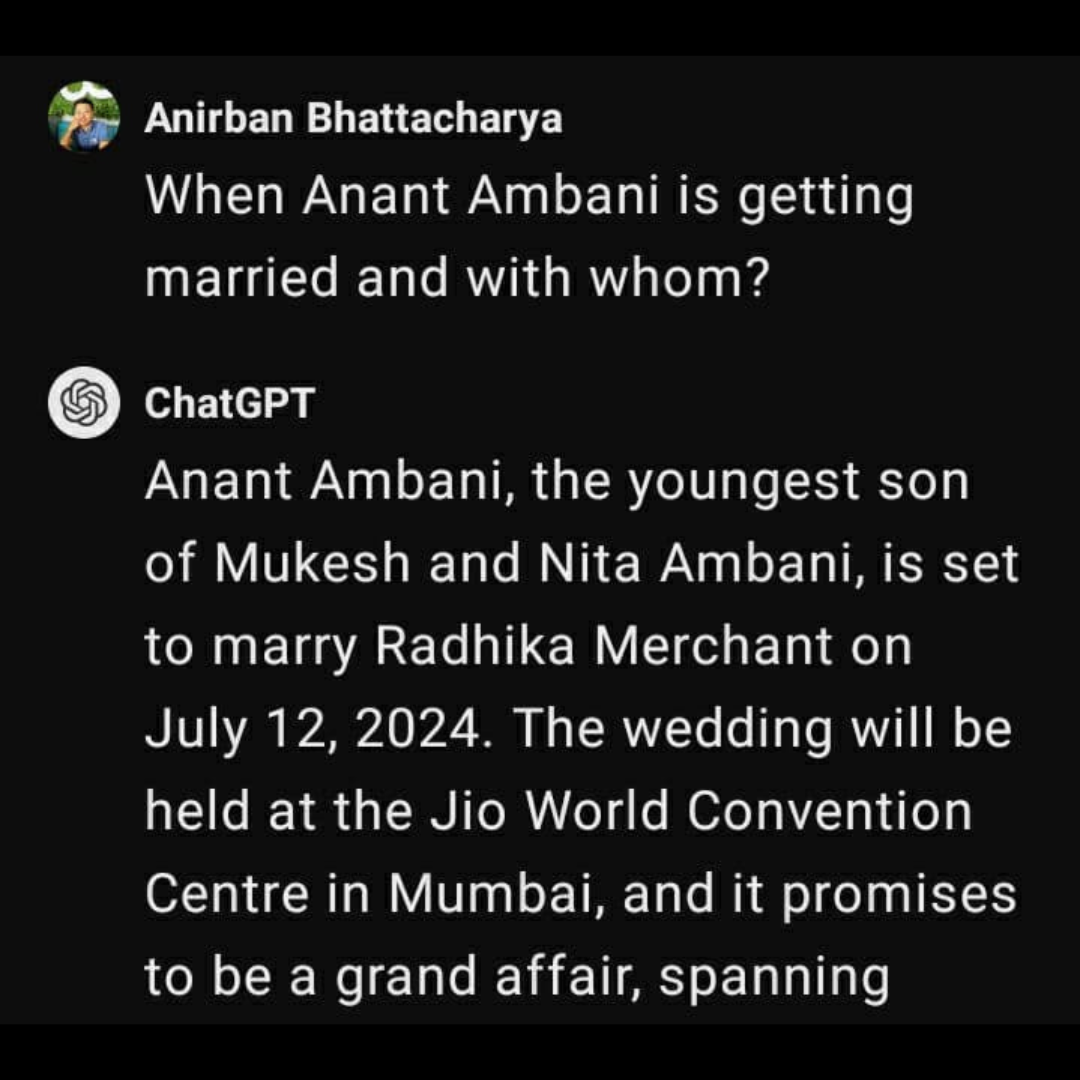 Anirban Bhattacharya
When Anant Ambani is getting
married and with whom?
ChatGPT
Anant Ambani, the youngest son
of Mukesh and Nita Ambani, is set
to marry Radhika Merchant on
July 12, 2024. The wedding will be
held at the Jio World Convention
Centre in Mumbai, and it promises
to be a grand affair, spanning